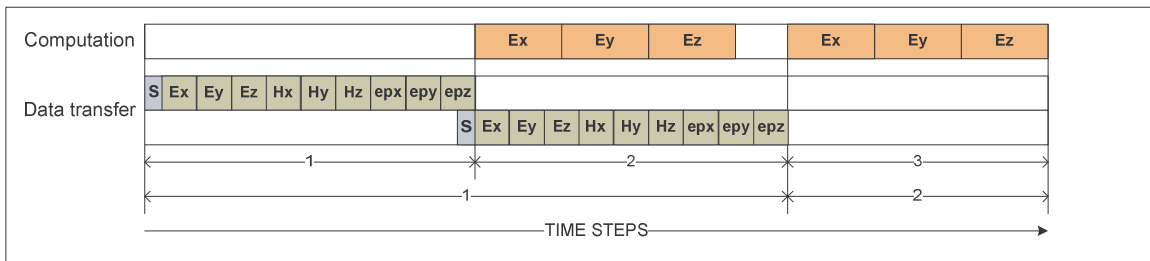 Computation Ex Ey Ez Ex Ey Ez
S Ex Ey Ez Hx Hy Hz epx epy epz
Data transfer
S Ex Ey Ez Hx Hy Hz epx epy epz
1 2 3
1 2
TIME STEPS